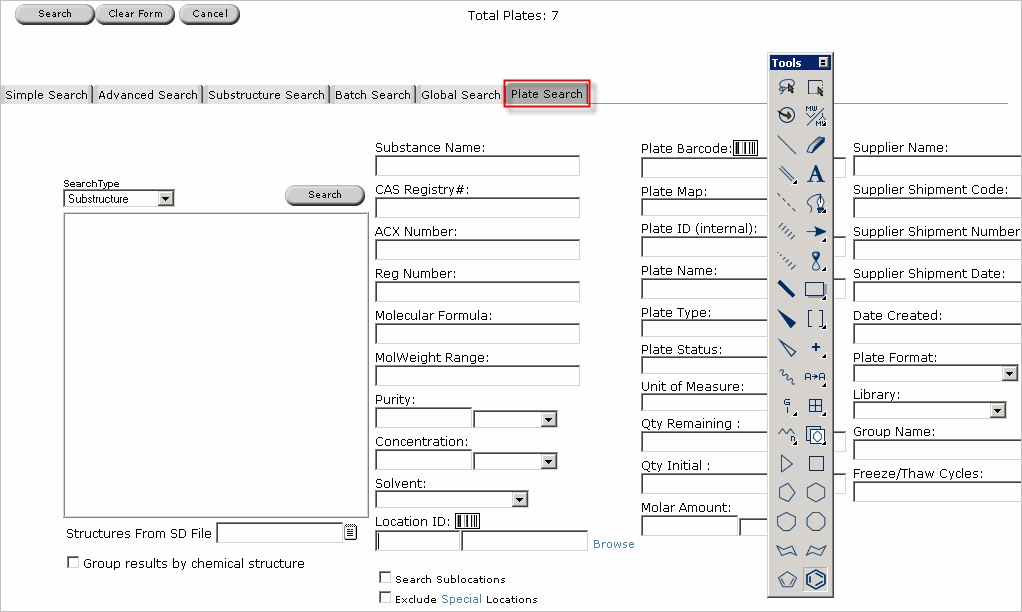 Search Clear Form Cancel
Total Plates: 7
Simple Search Advanced Search Substructure Search Batch Search Global Search Plate Search
SearchType
Substructure
Search
Structures From SD File
Group results by chemical structure
Substance Name:
CAS Registry#:
ACX Number:
Reg Number:
Molecular Formula:
MolWeight Range:
Purity:
Concentration:
Solvent:
Location ID:
Browse
Search Sublocations
Exclude Special Locations
Plate Barcode:
Plate Map:
Plate ID (internal):
Plate Name:
Plate Type:
Plate Status:
Unit of Measure:
Qty Remaining :
Qty Initial :
Molar Amount:
Tools
MW
A
A A
G
n
Supplier Name:
Supplier Shipment Code:
Supplier Shipment Number
Supplier Shipment Date:
Date Created:
Plate Format:
Library:
Group Name:
Freeze/Thaw Cycles: